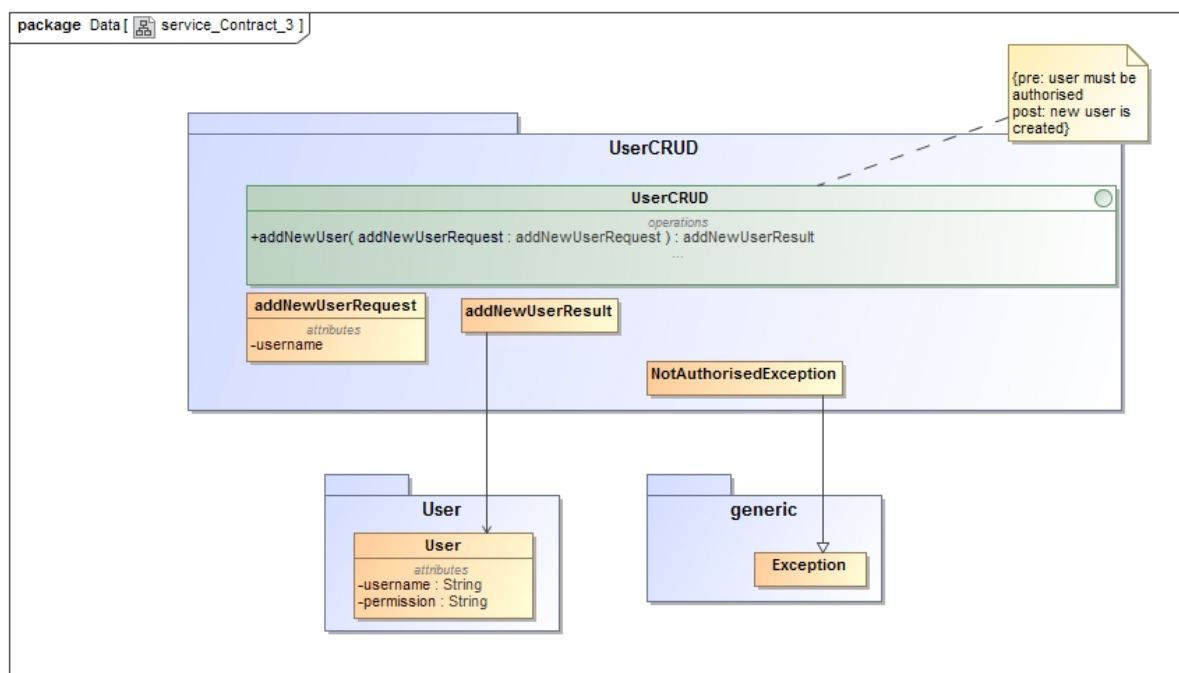 package Data[ service_Contract_3 ]
{pre: user must be
authorised
post: new user is
created}
UserCRUD
UserCRUD
operations
+addNewUser( addNewUserRequest : addNewUserRequest ) : addNewUserResult
...
addNewUserRequest
attributes
-username
addNewUserResult
NotAuthorisedException
User
User
attributes
-username : String
-permission : String
generic
Exception